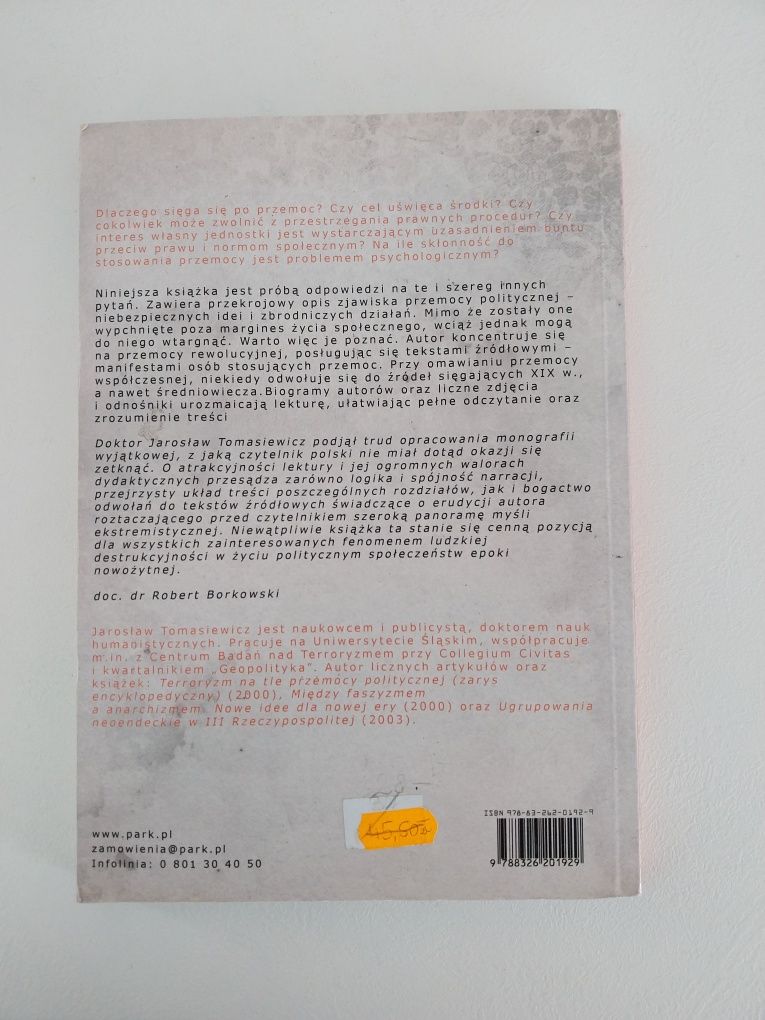 Dlaczego sięga się po przemoc? Czy cel uświęca środki? Czy
cokolwiek może zwolnić z przestrzegania prawnych procedur? Czy
interes własny jednostki jest wystarczającym uzasadnieniem buntu
przeciw prawu i normom społecznym? Na ile skłonność do
stosowania przemocy jest problemem psychologicznym?
Niniejsza książka jest próbą odpowiedzi na te i szereg innych
pytań. Zawiera przekrojowy opis zjawiska przemocy politycznej –
niebezpiecznych idei i zbrodniczych działań. Mimo że zostały one
wypchnięte poza margines życia społecznego, wciąż jednak mogą
do niego wtargnąć. Warto więc je poznać. Autor koncentruje się
na przemocy rewolucyjnej, posługując się tekstami źródłowymi –
manifestami osób stosujących przemoc. Przy omawianiu przemocy
współczesnej, niekiedy odwołuje się do źródeł sięgających XIX w.,
a nawet średniowiecza.Biogramy autorów oraz liczne zdjęcia
i odnośniki urozmaicają lekturę, ułatwiając pełne odczytanie oraz
zrozumienie treści
Doktor Jarosław Tomasiewicz podjął trud opracowania monografii
wyjątkowej, z jaką czytelnik polski nie miał dotąd okazji się
zetknąć. O atrakcyjności lektury i jej ogromnych walorach
dydaktycznych przesądza zarówno logika i spójność narracji,
przejrzysty układ treści poszczególnych rozdziałów, jak i bogactwo
odwołań do tekstów źródłowych świadczące o erudycji autora
roztaczającego przed czytelnikiem szeroką panoramę myśli
ekstremistycznej. Niewątpliwie książka ta stanie się cenną pozycją
dla wszystkich zainteresowanych fenomenem ludzkiej
destrukcyjności w życiu politycznym społeczeństw epoki
nowożytnej.
doc. dr Robert Borkowski
Jarosław Tomasiewicz jest naukowcem i publicystą, doktorem nauk
humanistycznych. Pracuje na Uniwersytecie Śląskim, współpracuje
m.in. z Centrum Badań nad Terroryzmem przy Collegium Civitas
i kwartalnikiem „Geopolityka”. Autor licznych artykułów oraz
książek: Terroryzm na tle przemocy politycznej (zarys
encyklopedyczny) (2000), Między faszyzmem
a anarchizmem. Nowe idee dla nowej ery (2000) oraz Ugrupowania
neoendeckie w III Rzeczypospolitej (2003).
45,50zł
www.park.pl
zamowienia@park.pl
Infolinia: 0 801 30 40 50
ISBN 978-83-262-0192-9
9 788326 201929